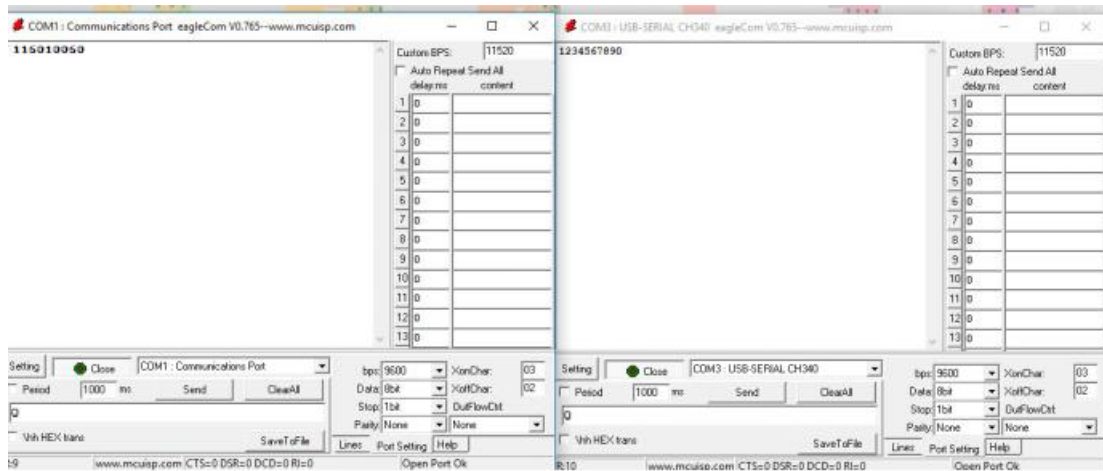 COM1 : Communications Port eagleCom V0.765--www.mcuisp.com
115010050
Custom BPS: 11520
Auto Repeat Send All
delay:ms content
1 0
2 0
3 0
4 0
5 0
6 0
7 0
8 0
9 0
10 0
11 0
12 0
13 0
Setting Close COM1 : Communications Port
Period 1000 ms Send ClearAll
Q
SaveToFile
bps: 9600 XonChar: 03
Data: 8bit XoffChar: 02
Stop: 1bit OutFlowCtrl:
Parity: None None
Lines Port Setting Help
www.mcuisp.com CTS=0 DSR=0 DCD=0 RI=0 Open Port Ok
COM3 : USB-SERIAL CH340 eagleCom V0.765--www.mcuisp.com
1234567890
Custom BPS: 11520
Auto Repeat Send All
delay:ms content
1 0
2 0
3 0
4 0
5 0
6 0
7 0
8 0
9 0
10 0
11 0
12 0
13 0
Setting Close COM3 : USB-SERIAL CH340
Period 1000 ms Send ClearAll
Q
HEX trans SaveToFile
bps: 9600 XonChar: 03
Data: 8bit XoffChar: 02
Stop: 1bit OutFlowCtrl:
Parity: None None
Lines Port Setting Help
R:10 www.mcuisp.com CTS=0 DSR=0 DCD=0 RI=0 Open Port Ok